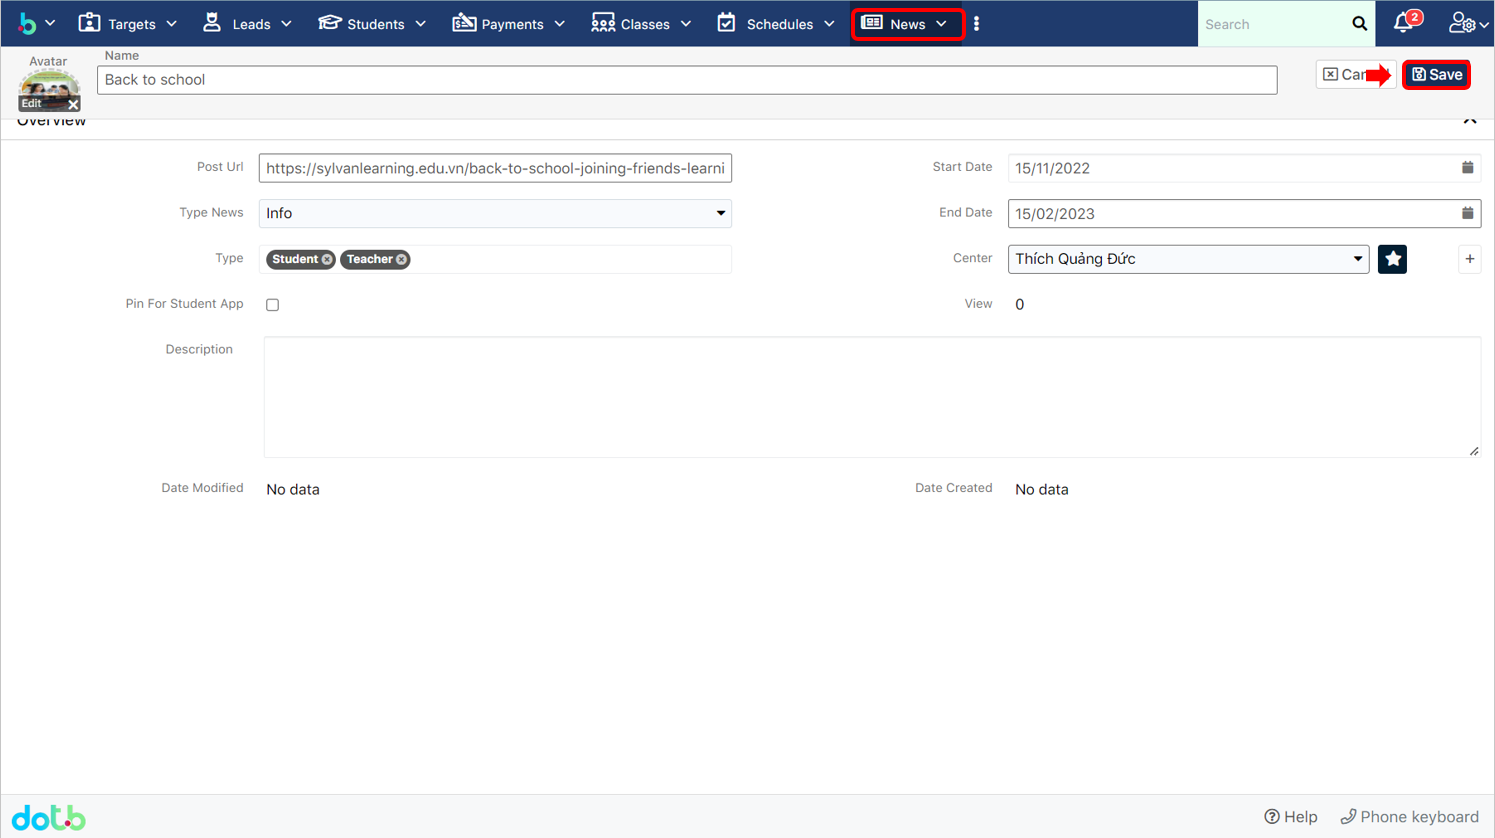 Targets Leads Students Payments Classes Schedules News Search 2
Avatar
Edit
Name
Back to school
Save
Overview
Post Url https://sylvanlearning.edu.vn/back-to-school-joining-friends-learni Start Date 15/11/2022
Type News Info End Date 15/02/2023
Type Student Teacher Center Thích Quảng Đức
Pin For Student App View 0
Description
Date Modified No data Date Created No data
dotb Help Phone keyboard